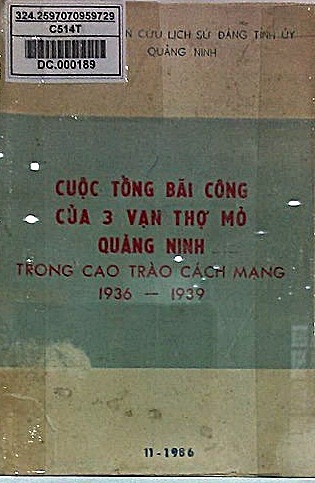 324.2597070959729
C514T
DC.000189
CỨU LỊCH SỬ ĐẢNG TỈNH ỦY
QUẢNG NINH
CUỘC TỔNG BÃI CÔNG
CỦA 3 VẠN THỢ MỎ
QUẢNG NINH
TRONG CAO TRÀO CÁCH MẠNG
1936 - 1939
11-1986